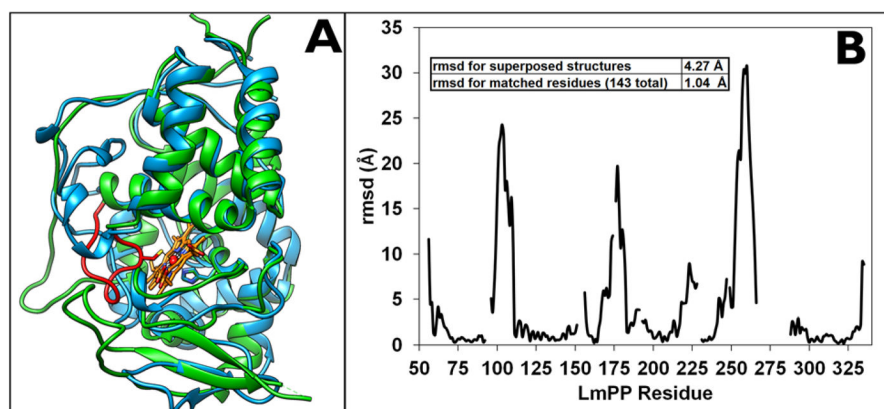 A
B
rmsd for superposed structures 4.27 Å
rmsd for matched residues (143 total) 1.04 Å
rmsd (Å)
35
30
25
20
15
10
5
0
50 75 100 125 150 175 200 225 250 275 300 325
LmPP Residue